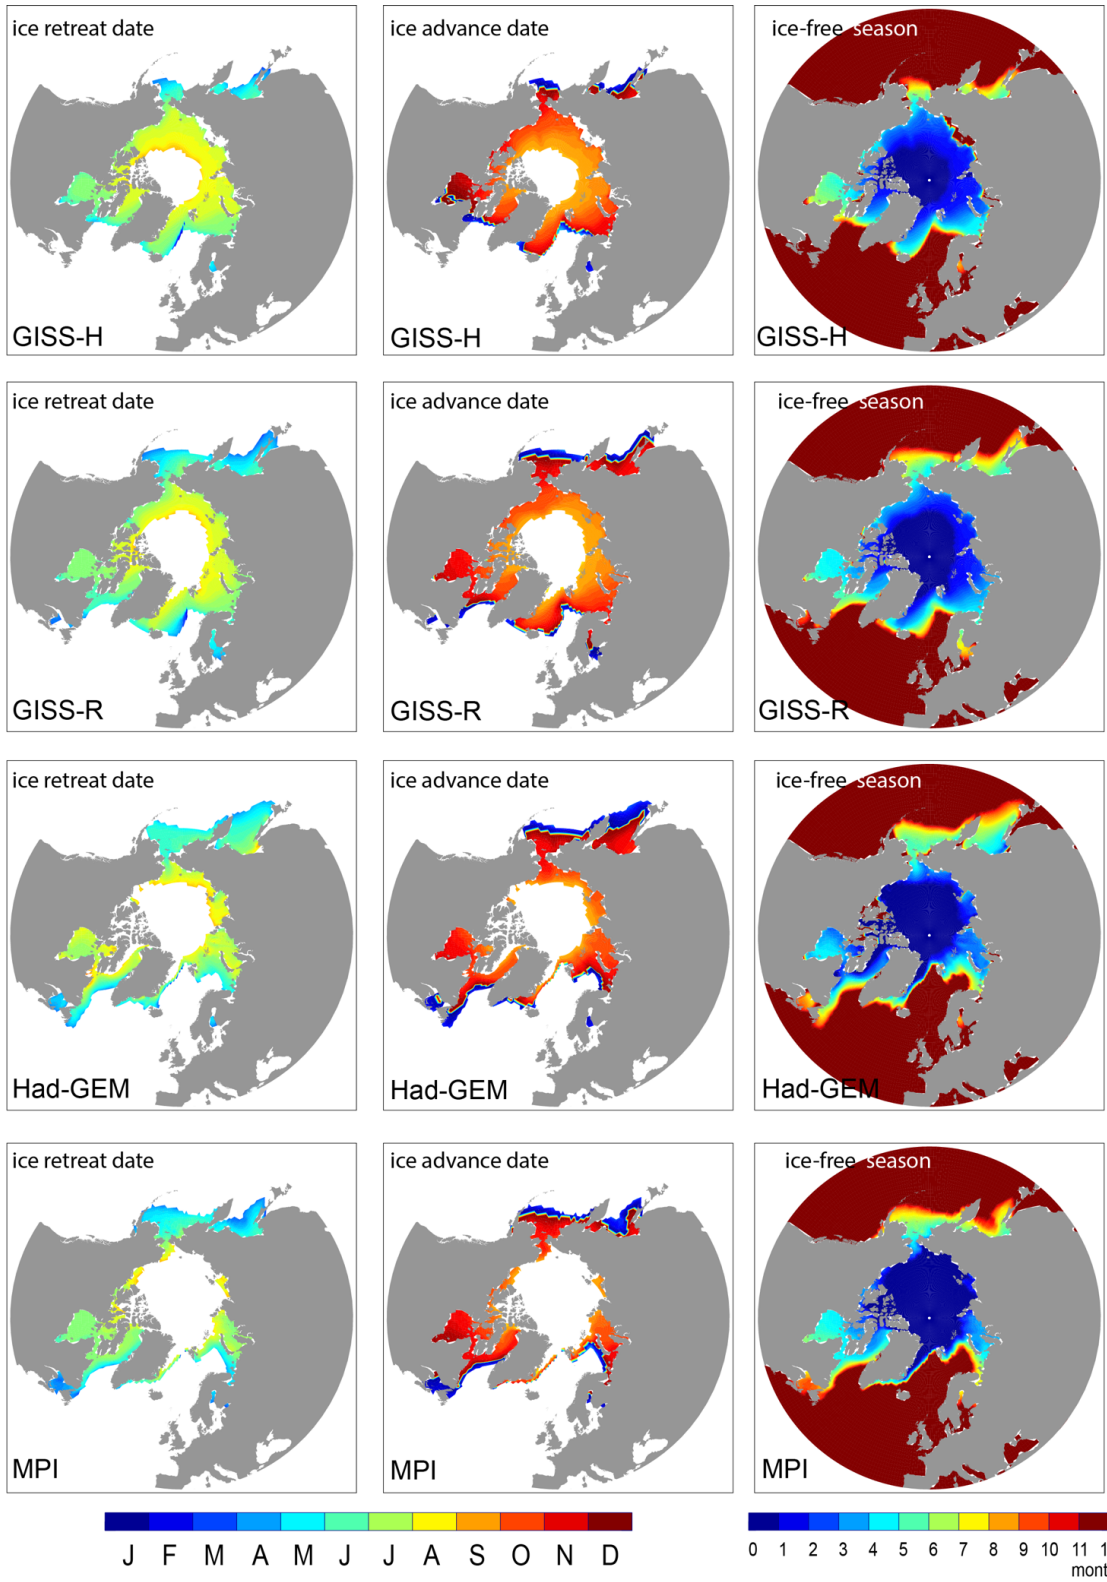 ice retreat date
ice advance date
ice-free season
GISS-H
GISS-H
GISS-H
ice retreat date
ice advance date
ice-free season
GISS-R
GISS-R
GISS-R
ice retreat date
ice advance date
ice-free season
Had-GEM
Had-GEM
Had-GEM
ice retreat date
ice advance date
ice-free season
MPI
MPI
MPI
J F M A M J J A S O N D
0 1 2 3 4 5 6 7 8 9 10 11 1
mont